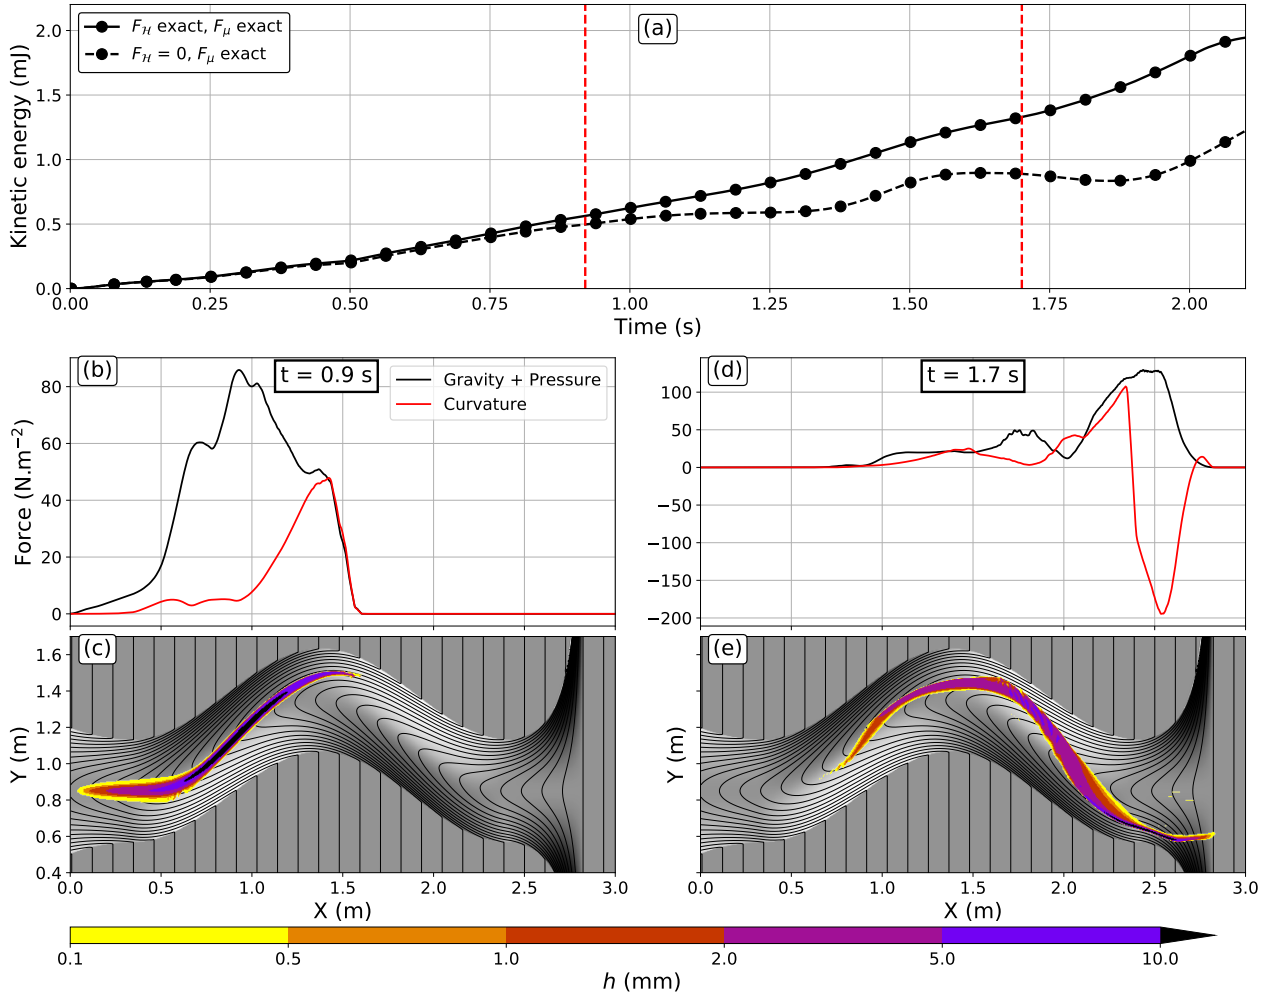 (a)
F_H exact, F_μ exact
F_H = 0, F_μ exact
Kinetic energy (mJ)
2.0
1.5
1.0
0.5
0.0
0.00 0.25 0.50 0.75 1.00 1.25 1.50 1.75 2.00
Time (s)
(b)
t = 0.9 s
Gravity + Pressure
Curvature
Force (N.m⁻²)
80
60
40
20
0
(d)
t = 1.7 s
100
50
0
−50
−100
−150
−200
(c)
Y (m)
1.6
1.4
1.2
1.0
0.8
0.6
0.4
0.0 0.5 1.0 1.5 2.0 2.5 3.0
X (m)
(e)
Y (m)
0.0 0.5 1.0 1.5 2.0 2.5 3.0
X (m)
0.1 0.5 1.0 2.0 5.0 10.0
h (mm)